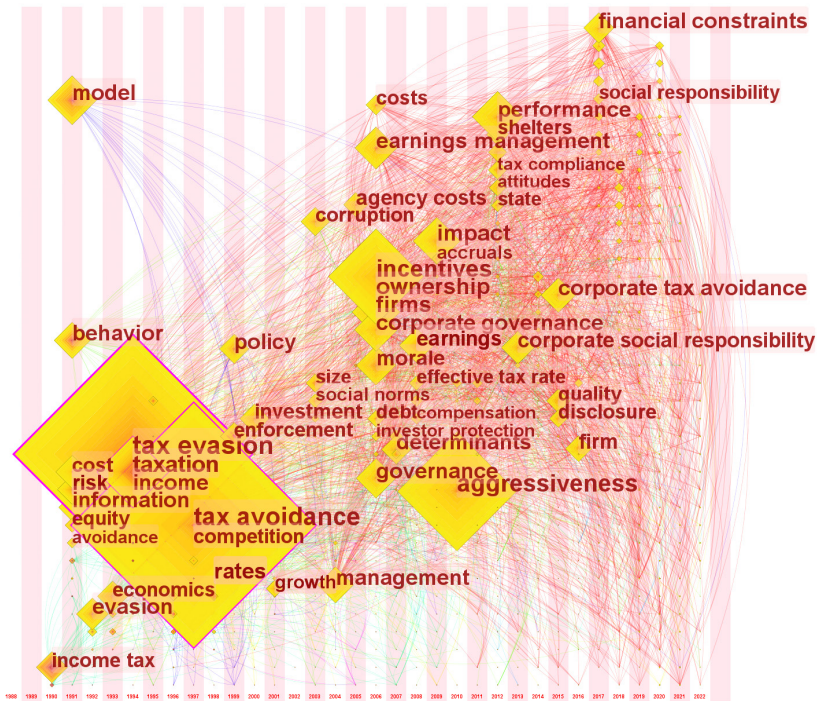 financial constraints
model
costs
social responsibility
performance
shelters
earnings management
tax compliance
attitudes
agency costs
state
corruption
impact
accruals
incentives
ownership
corporate tax avoidance
firms
corporate governance
behavior
policy
earnings
corporate social responsibility
morale
size
effective tax rate
social norms
quality
investment
debt
compensation
disclosure
enforcement
investor protection
tax evasion
determinants
firm
cost
taxation
governance
risk
income
aggressiveness
information
equity
tax avoidance
avoidance
competition
rates
growth
management
economics
evasion
income tax
1988 1989 1990 1991 1992 1994 1995 1996 1997 1998 1999 2000 2001 2002 2003 2004 2005 2006 2007 2008 2009 2010 2011 2012 2013 2014 2015 2016 2017 2018 2019 2020 2021 2022